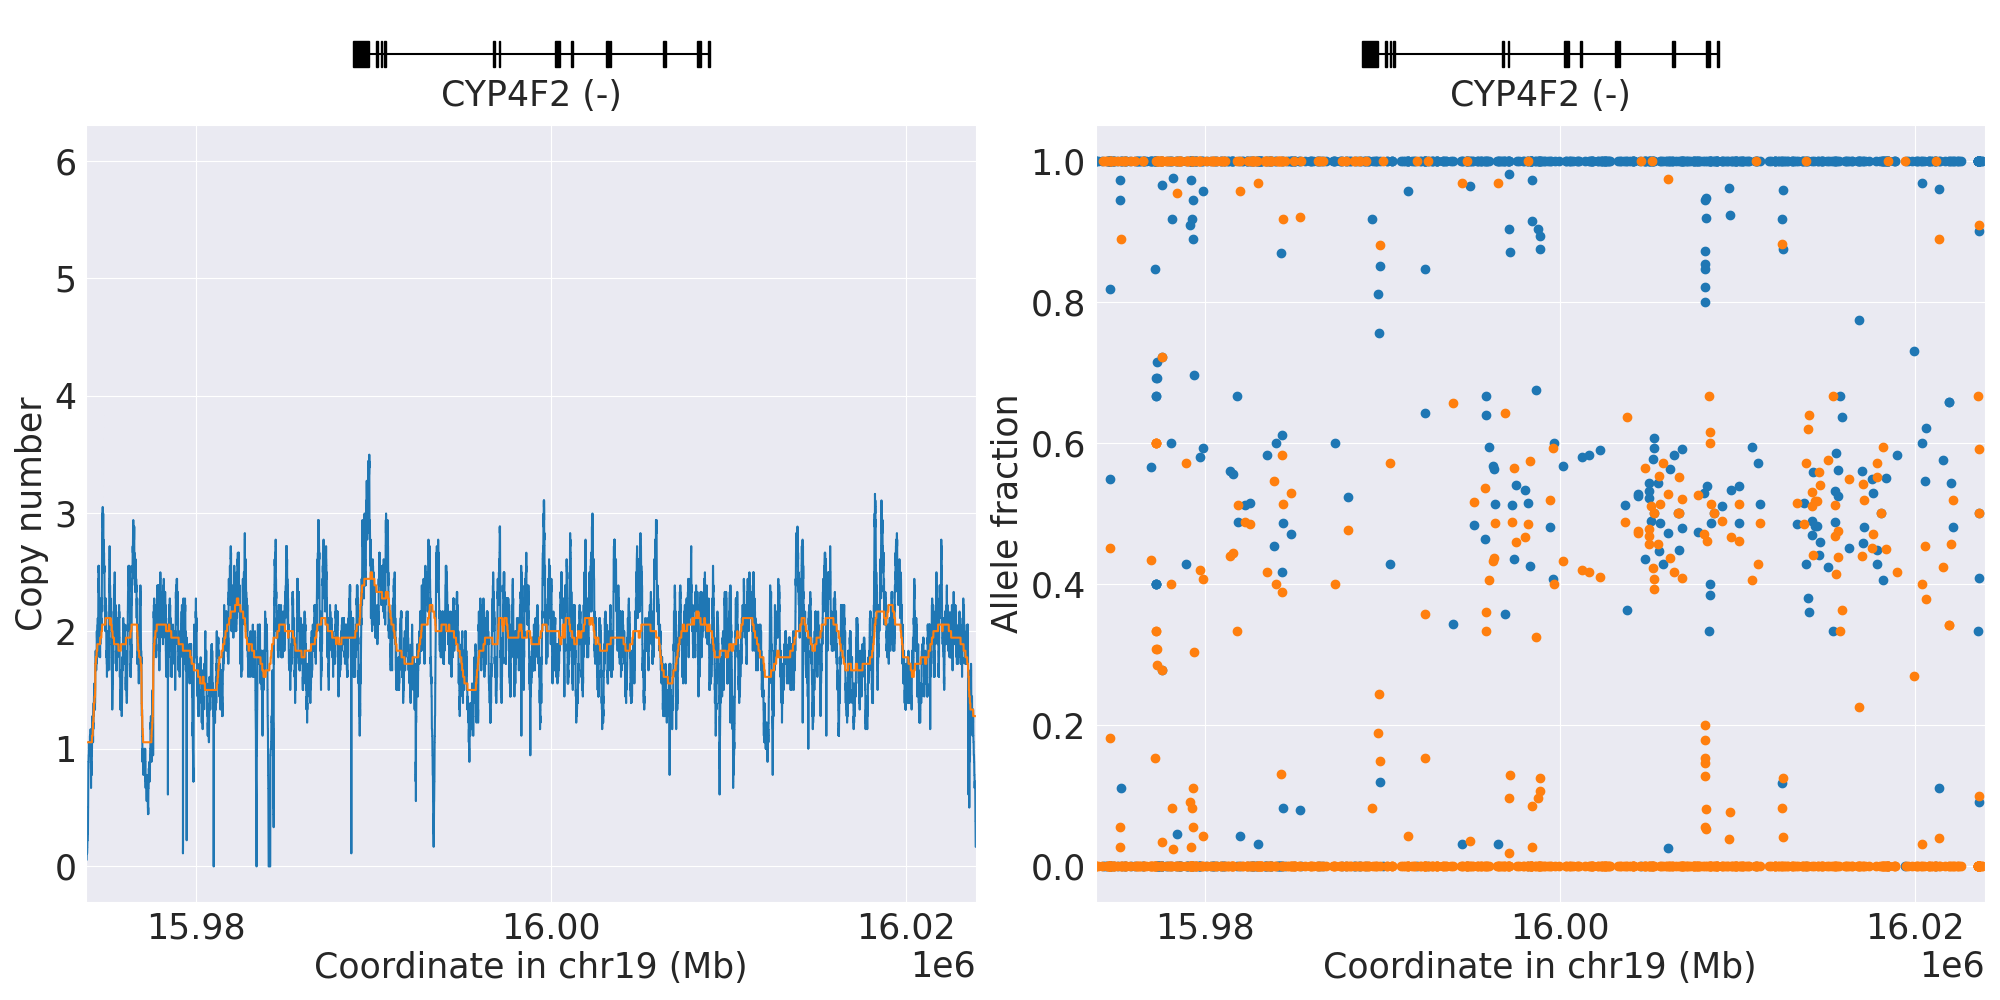 CYP4F2 (-)
6
5
4
3
2
1
0
Copy number
15.98
16.00
16.02
Coordinate in chr19 (Mb)
1e6
CYP4F2 (-)
1.0
0.8
0.6
0.4
0.2
0.0
Allele fraction
15.98
16.00
16.02
Coordinate in chr19 (Mb)
1e6